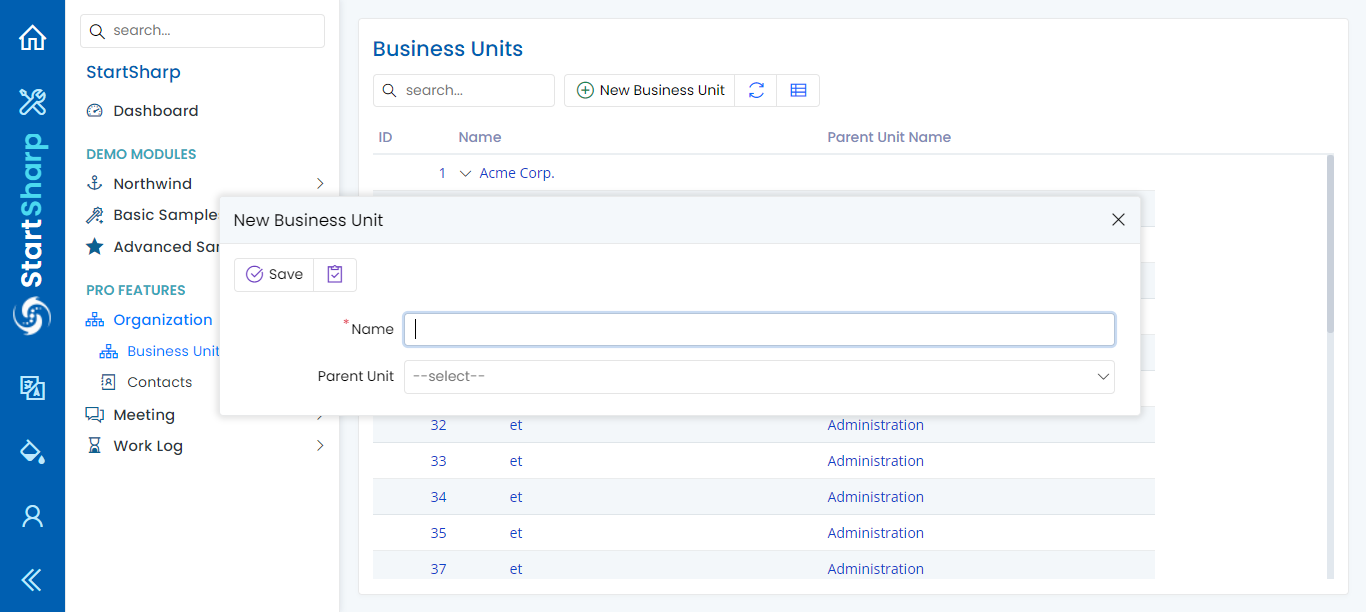 StartSharp
search...
StartSharp
Dashboard
DEMO MODULES
Northwind
Basic Sample
Advanced Sa
PRO FEATURES
Organization
Business Unit
Contacts
Meeting
Work Log
Business Units
search...
New Business Unit
ID Name Parent Unit Name
1 Acme Corp.
New Business Unit
Save
*Name
Parent Unit --select--
32 et Administration
33 et Administration
34 et Administration
35 et Administration
37 et Administration